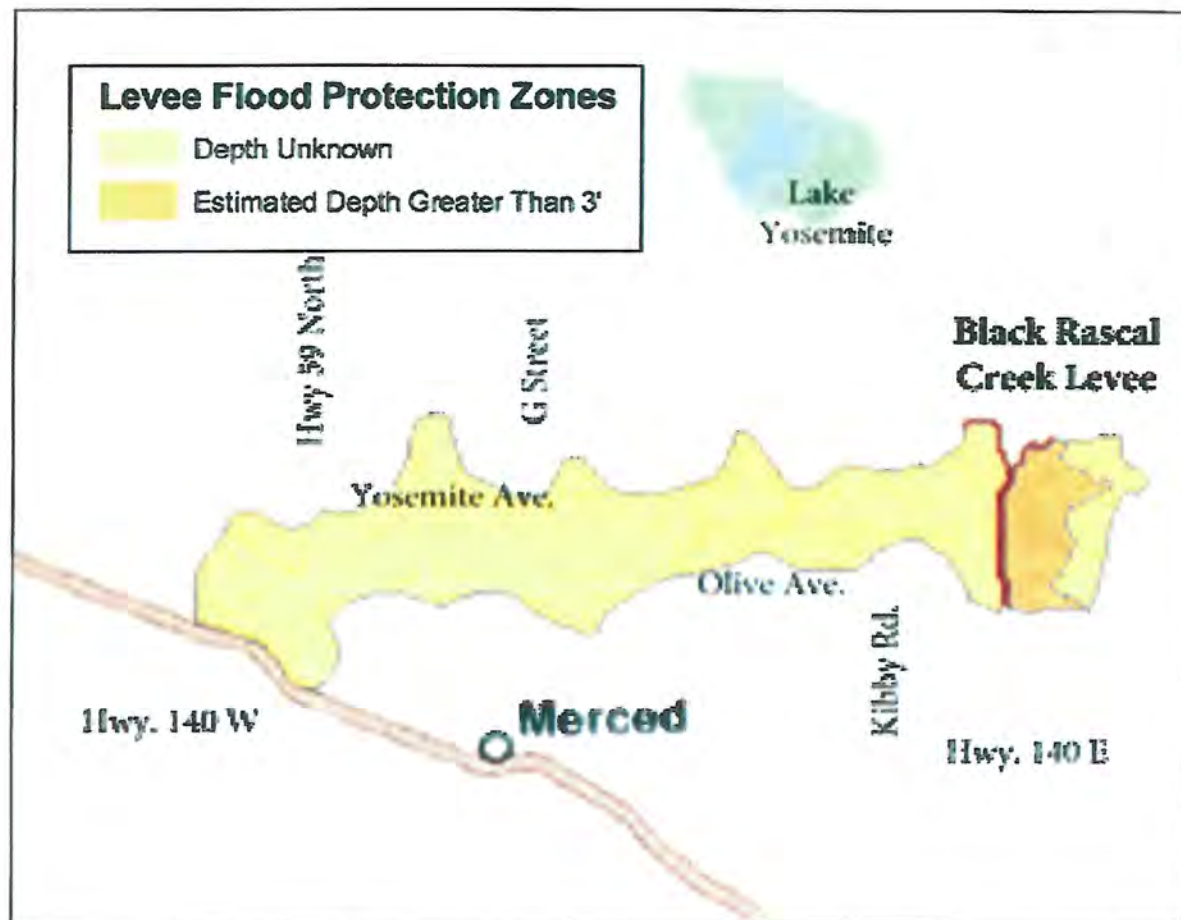 Levee Flood Protection Zones
Depth Unknown
Estimated Depth Greater Than 3'
Lake
Yosemite
Hwy 59 North
G Street
Black Rascal
Creek Levee
Yosemite Ave.
Olive Ave.
Kibby Rd.
Hwy. 140 W
Merced
Hwy. 140 E